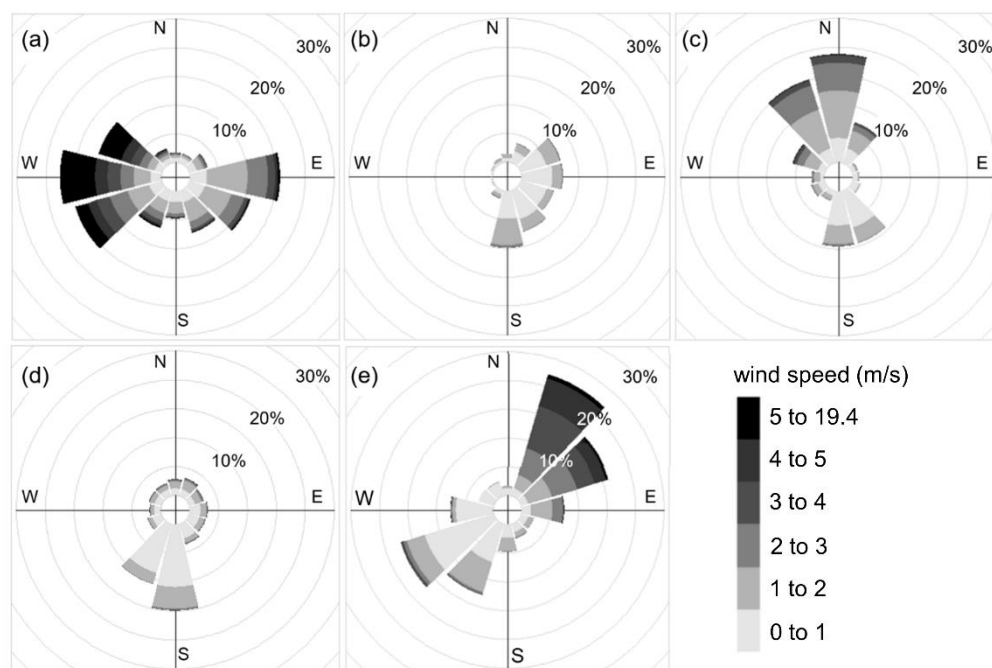 (a) N 30%
20%
10%
W E
S
(b) N 30%
20%
10%
W E
S
(c) N 30%
20%
10%
W E
S
(d) N 30%
20%
10%
W E
S
(e) N 30%
20%
10%
W E
S
wind speed (m/s)
5 to 19.4
4 to 5
3 to 4
2 to 3
1 to 2
0 to 1